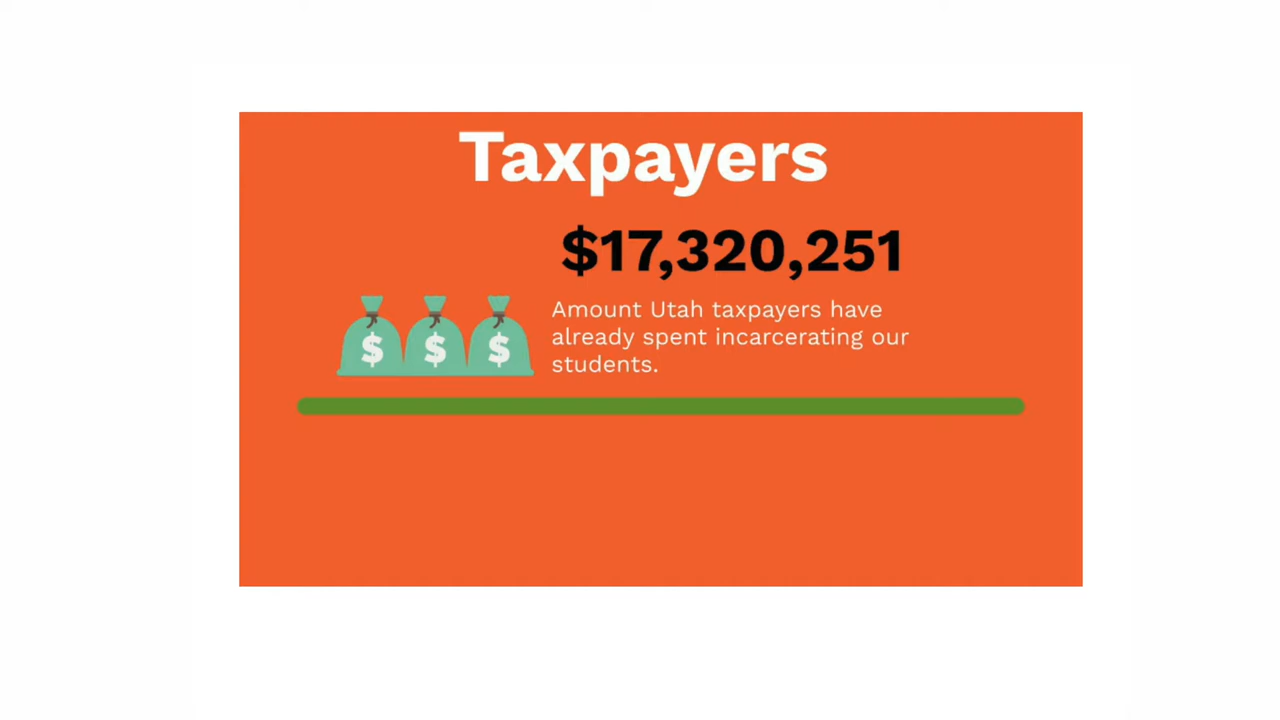 Taxpayers
$17,320,251
Amount Utah taxpayers have
already spent incarcerating our
students.
$ $ $